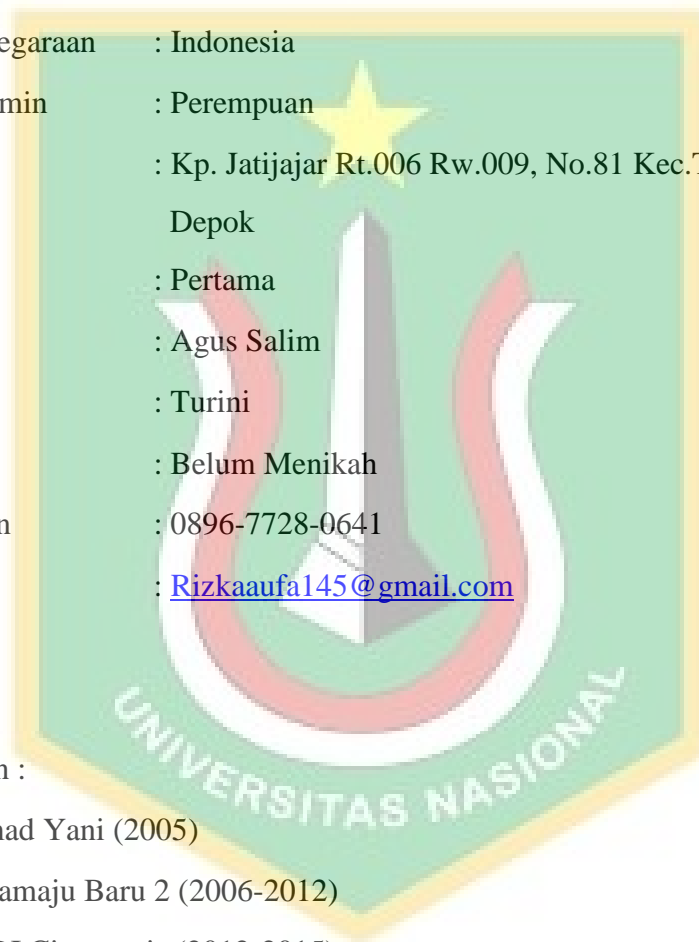 egaraan : Indonesia
min : Perempuan
: Kp. Jatijajar Rt.006 Rw.009, No.81 Kec.T
Depok
: Pertama
: Agus Salim
: Turini
: Belum Menikah
n : 0896-7728-0641
: Rizkaaufa145@gmail.com
UNIVERSITAS NASIONAL
n :
nad Yani (2005)
amaju Baru 2 (2006-2012)